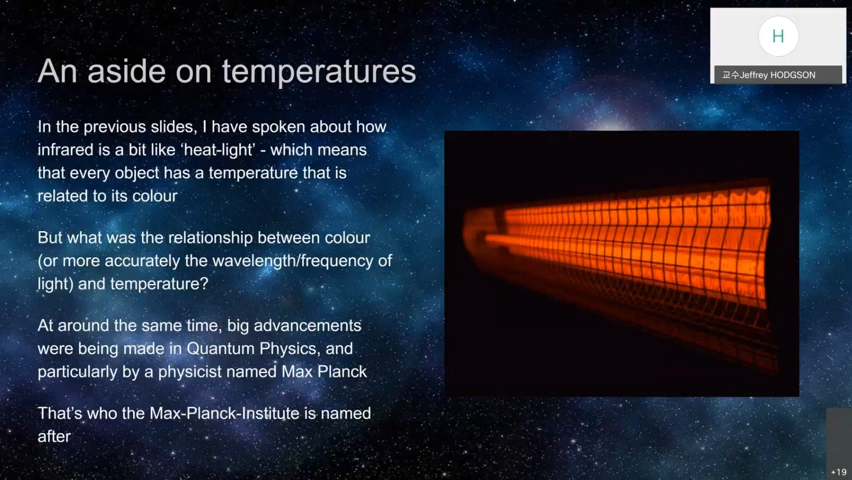 An aside on temperatures
H
교수Jeffrey HODGSON
In the previous slides, I have spoken about how
infrared is a bit like ‘heat-light’ - which means
that every object has a temperature that is
related to its colour
But what was the relationship between colour
(or more accurately the wavelength/frequency of
light) and temperature?
At around the same time, big advancements
were being made in Quantum Physics, and
particularly by a physicist named Max Planck
That’s who the Max-Planck-Institute is named
after
+19